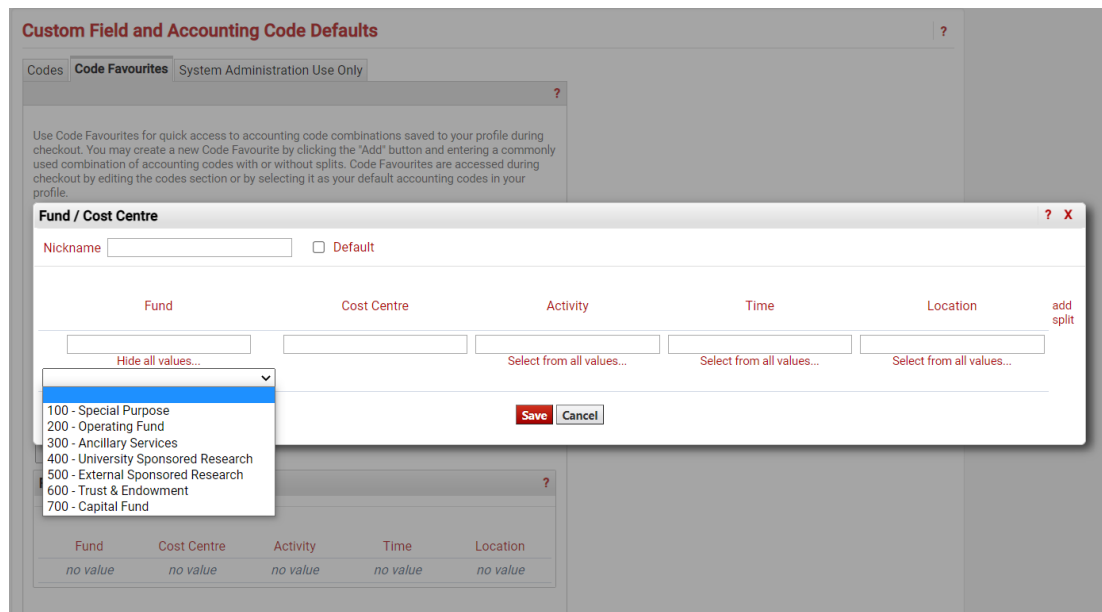 Custom Field and Accounting Code Defaults ?
Codes Code Favourites System Administration Use Only
?
Use Code Favourites for quick access to accounting code combinations saved to your profile during
checkout. You may create a new Code Favourite by clicking the "Add" button and entering a commonly
used combination of accounting codes with or without splits. Code Favourites are accessed during
checkout by editing the codes section or by selecting it as your default accounting codes in your
profile.
Fund / Cost Centre ? X
Nickname Default
Fund Cost Centre Activity Time Location add
split
Hide all values... Select from all values... Select from all values... Select from all values...
Save Cancel
100 - Special Purpose
200 - Operating Fund
300 - Ancillary Services
400 - University Sponsored Research
500 - External Sponsored Research
600 - Trust & Endowment
700 - Capital Fund
?
Fund Cost Centre Activity Time Location
no value no value no value no value no value